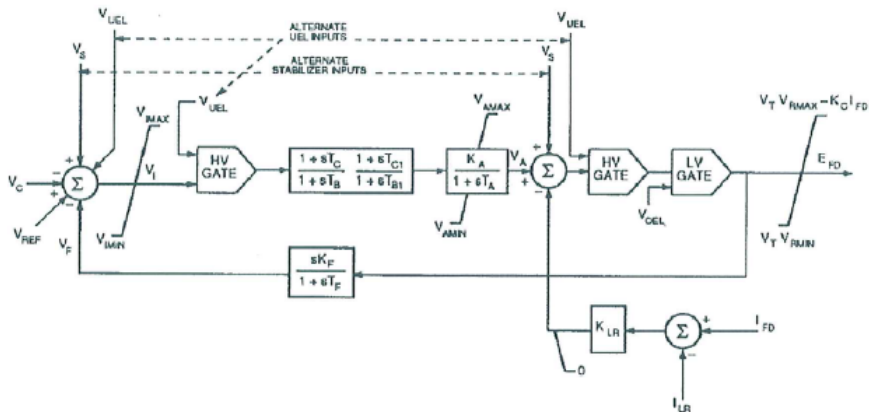 V_UEL
ALTERNATE
UEL INPUTS
V_UEL
V_S
ALTERNATE
STABILIZER INPUTS
V_S
V_UEL
V_AMAX
V_T V_RMAX – K_C I_FD
V_IMAX
+
–
+
+
Σ
V_C
V_REF
V_F
–
V_I
V_IMIN
HV
GATE
1 + sT_C
1 + sT_B
1 + sT_C1
1 + sT_B1
K_A
1 + sT_A
V_AMIN
V_A
+
+
–
Σ
HV
GATE
LV
GATE
V_OEL
E_FD
V_T V_RMIN
sK_F
1 + sT_F
K_LR
Σ
+
–
I_FD
0
I_LR